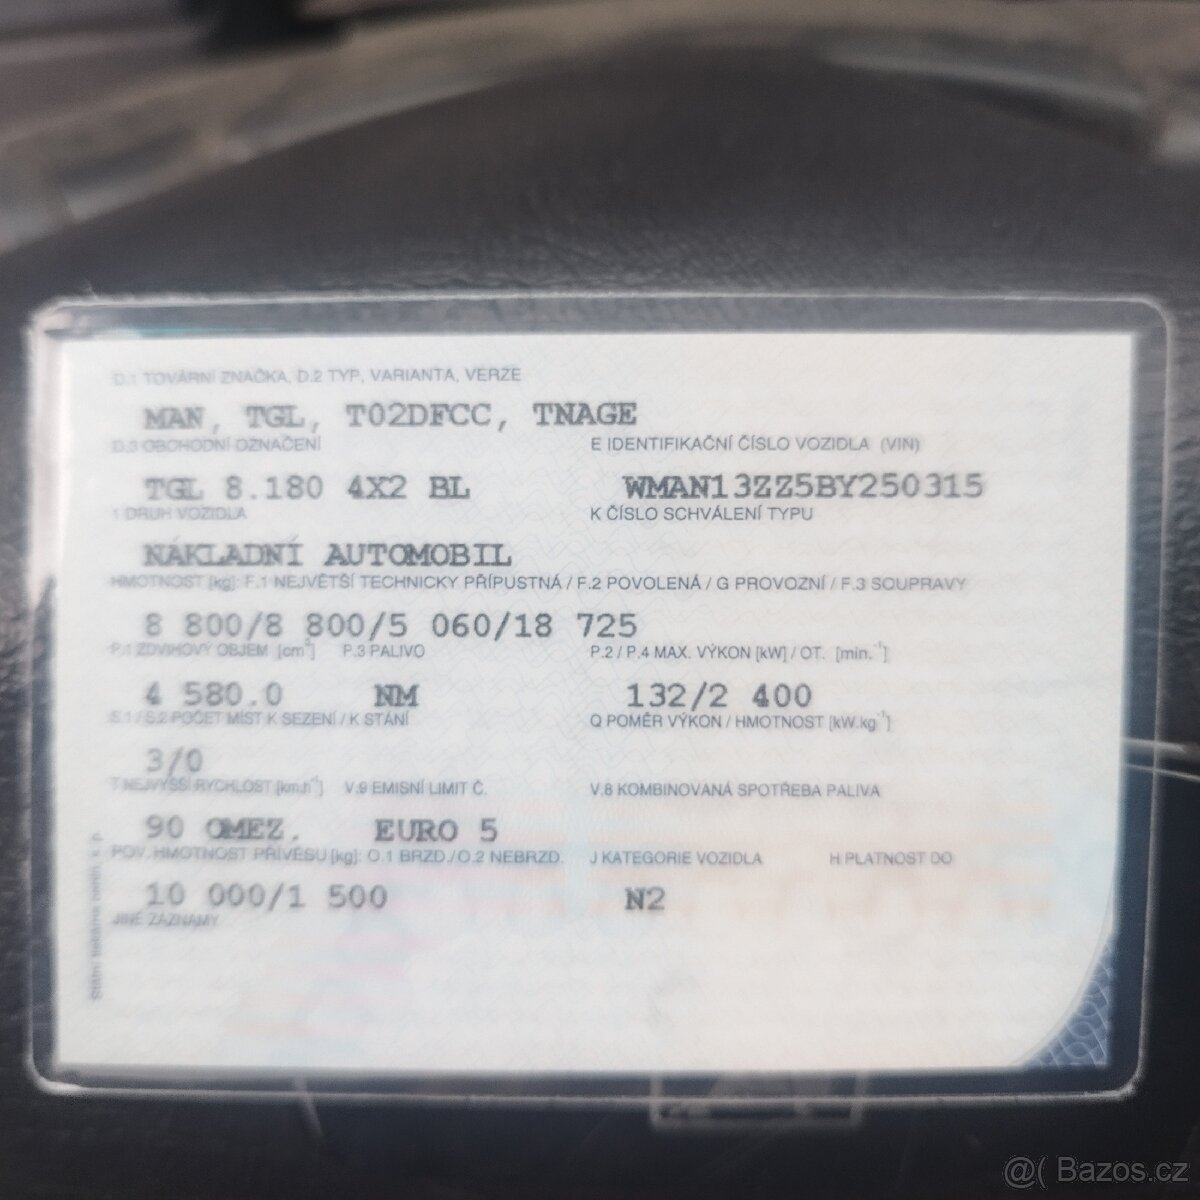 D.1 TOVÁRNÍ ZNAČKA, D.2 TYP, VARIANTA, VERZE
MAN, TGL, T02DFCC, TNAGE
D.3 OBCHODNÍ OZNAČENÍ E IDENTIFIKAČNÍ ČÍSLO VOZIDLA (VIN)
TGL 8.180 4X2 BL WMAN13ZZ5BY250315
1 DRUH VOZIDLA K ČÍSLO SCHVÁLENÍ TYPU
NÁKLADNÍ AUTOMOBIL
HMOTNOST [kg]: F.1 NEJVĚTŠÍ TECHNICKY PŘÍPUSTNÁ / F.2 POVOLENÁ / G PROVOZNÍ / F.3 SOUPRAVY
8 800/8 800/5 060/18 725
P.1 ZDVIHOVÝ OBJEM [cm³] P.3 PALIVO P.2 / P.4 MAX. VÝKON [kW] / OT. [min.⁻¹]
4 580.0 NM 132/2 400
S.1 / S.2 POČET MÍST K SEZENÍ / K STÁNÍ Q POMĚR VÝKON / HMOTNOST [kW.kg⁻¹]
3/0
T NEJVYŠŠÍ RYCHLOST [km.h⁻¹] V.9 EMISNÍ LIMIT Č. V.8 KOMBINOVANÁ SPOTŘEBA PALIVA
90 OMEZ. EURO 5
POV. HMOTNOST PŘÍVĚSU [kg]: O.1 BRZD./O.2 NEBRZD. J KATEGORIE VOZIDLA H PLATNOST DO
10 000/1 500 N2
JINÉ ZÁZNAMY
@( Bazos.cz